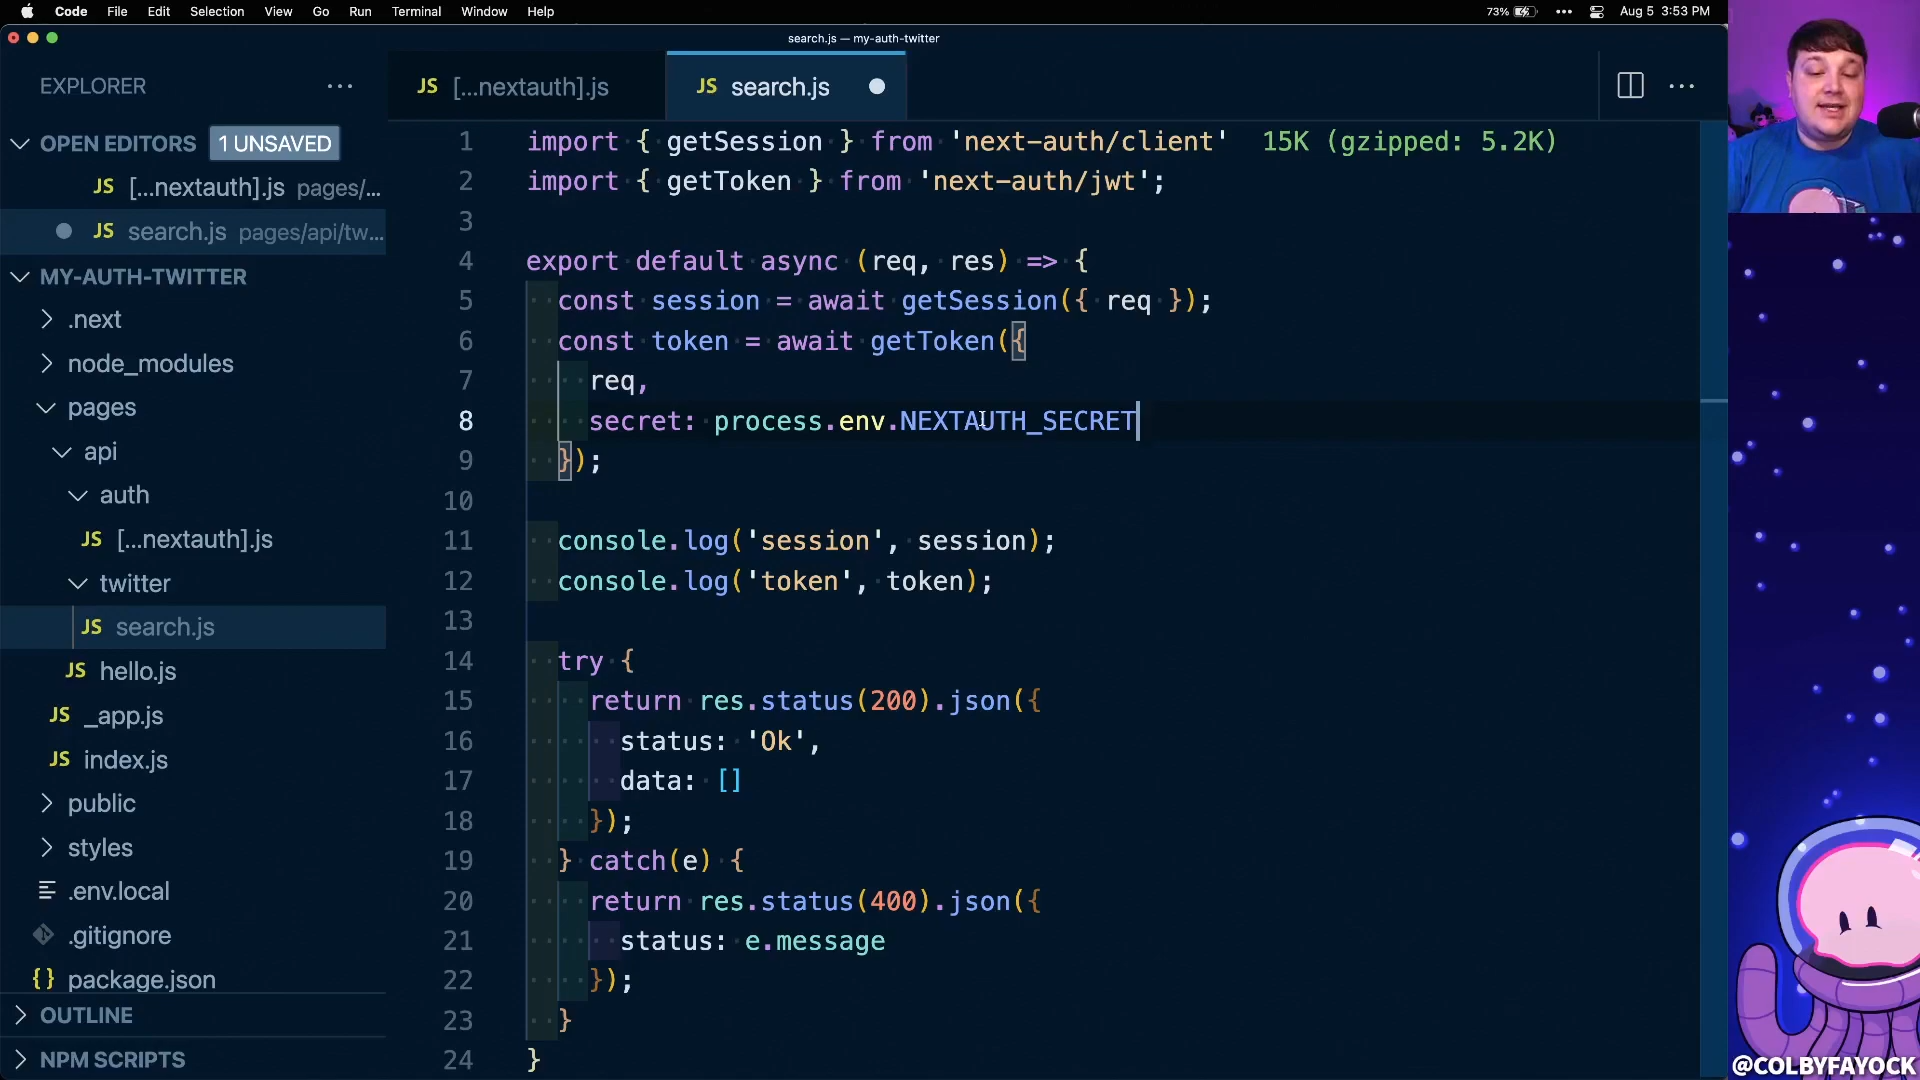 Code File Edit Selection View Go Run Terminal Window Help 73% Aug 5 3:53 PM
search.js — my-auth-twitter
EXPLORER
OPEN EDITORS 1 UNSAVED
JS [...nextauth].js pages/...
JS search.js pages/api/tw...
MY-AUTH-TWITTER
.next
node_modules
pages
api
auth
JS [...nextauth].js
twitter
JS search.js
JS hello.js
JS _app.js
JS index.js
public
styles
.env.local
.gitignore
{} package.json
OUTLINE
NPM SCRIPTS
JS [...nextauth].js JS search.js
1 import { getSession } from 'next-auth/client' 15K (gzipped: 5.2K)
2 import { getToken } from 'next-auth/jwt';
3
4 export default async (req, res) => {
5 const session = await getSession({ req });
6 const token = await getToken({
7 req,
8 secret: process.env.NEXTAUTH_SECRET
9 });
10
11 console.log('session', session);
12 console.log('token', token);
13
14 try {
15 return res.status(200).json({
16 status: 'Ok',
17 data: []
18 });
19 } catch(e) {
20 return res.status(400).json({
21 status: e.message
22 });
23 }
24 }
@COLBYFAYOCK